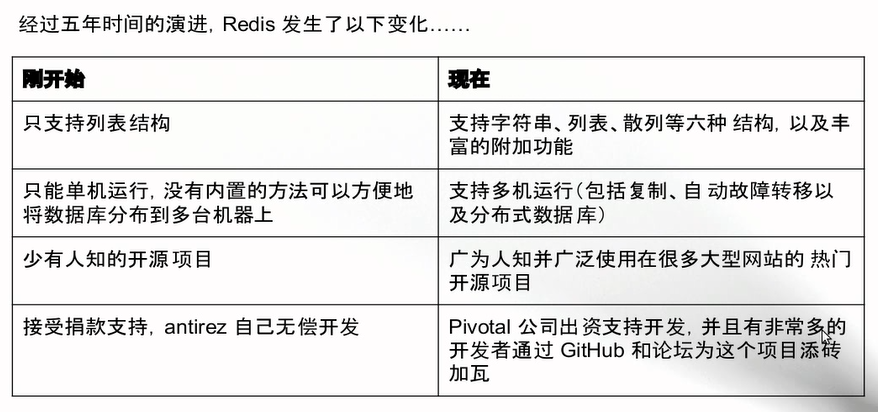 经过五年时间的演进, Redis 发生了以下变化……
刚开始
现在
只支持列表结构
支持字符串、列表、散列等六种 结构, 以及丰
富的附加功能
只能单机运行, 没有内置的方法可以方便地
将数据库分布到多台机器上
支持多机运行(包括复制、自 动故障转移以
及分布式数据库)
少有人知的开源项目
广为人知并广泛使用在很多大型网站的 热门
开源项目
接受捐款支持, antirez 自己无偿开发
Pivotal 公司出资支持开发, 并且有非常多的
开发者通过 GitHub 和论坛为这个项目添砖
加瓦